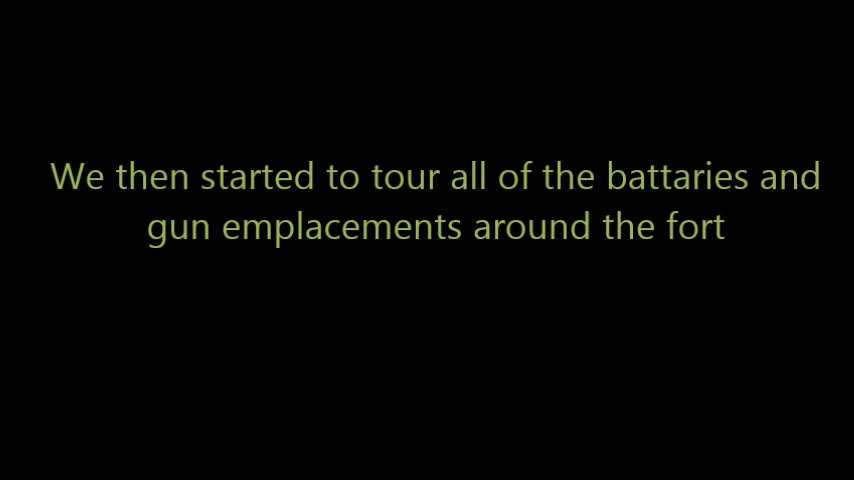 We then started to tour all of the battaries and
gun emplacements around the fort